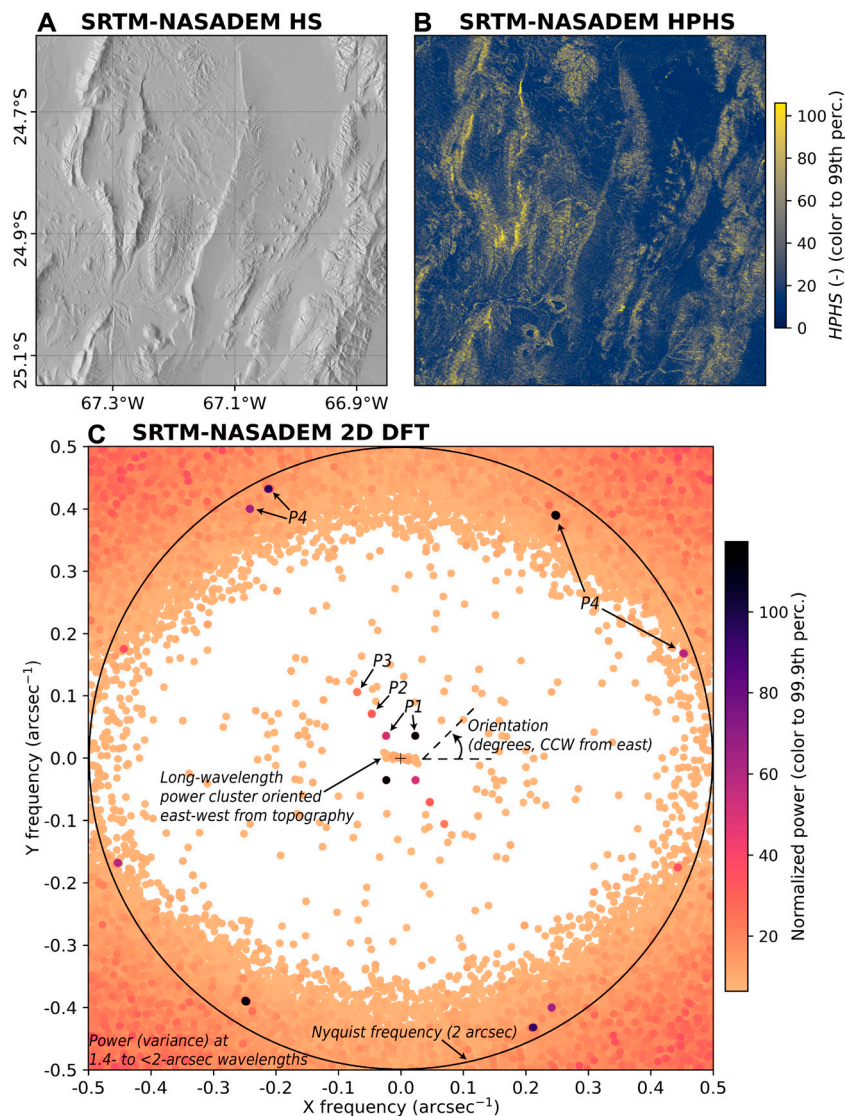 A SRTM-NASADEM HS
24.7°S
24.9°S
25.1°S
67.3°W 67.1°W 66.9°W
B SRTM-NASADEM HPHS
100
80
60
40
20
0
HPHS (-) (color to 99th perc.)
C SRTM-NASADEM 2D DFT
0.5
0.4
0.3
0.2
0.1
0.0
-0.1
-0.2
-0.3
-0.4
-0.5
Y frequency (arcsec⁻¹)
P4
P4
P3
P2
P1
Orientation
(degrees, CCW from east)
Long-wavelength
power cluster oriented
east-west from topography
Nyquist frequency (2 arcsec)
Power (variance) at
1.4- to <2-arcsec wavelengths
-0.5 -0.4 -0.3 -0.2 -0.1 0.0 0.1 0.2 0.3 0.4 0.5
X frequency (arcsec⁻¹)
100
80
60
40
20
Normalized power (color to 99.9th perc.)